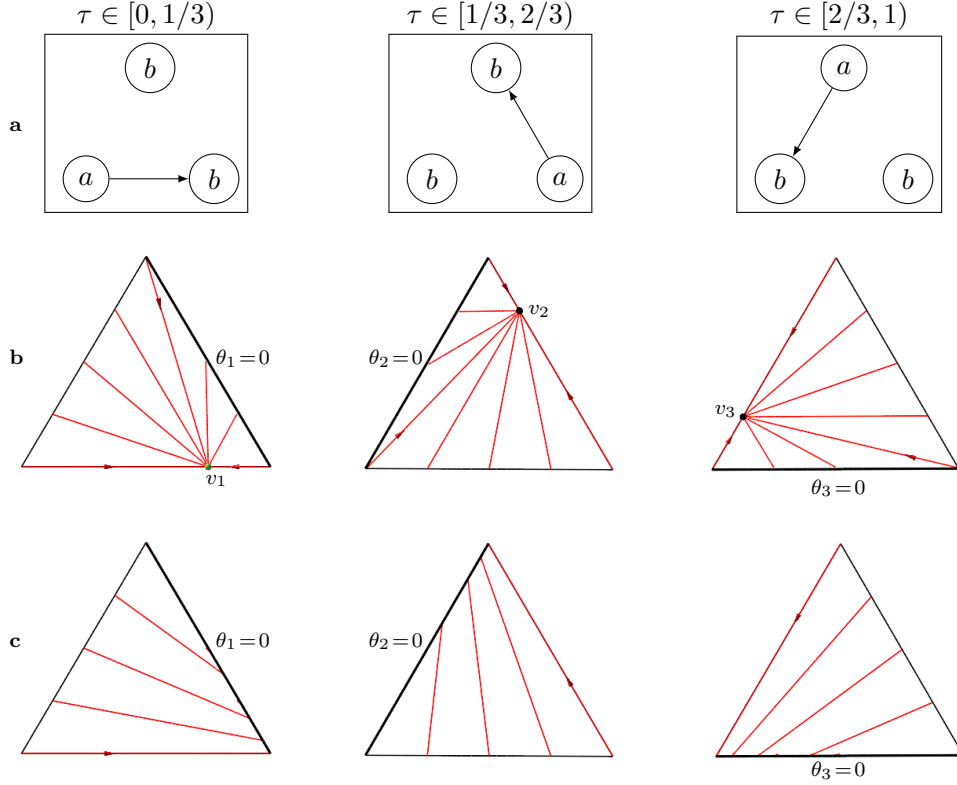 τ ∈ [0, 1/3) τ ∈ [1/3, 2/3) τ ∈ [2/3, 1)
b b a
a
a b b a b b
b θ₁=0 θ₂=0 v₂ v₃
v₁ θ₃=0
c θ₁=0 θ₂=0
θ₃=0